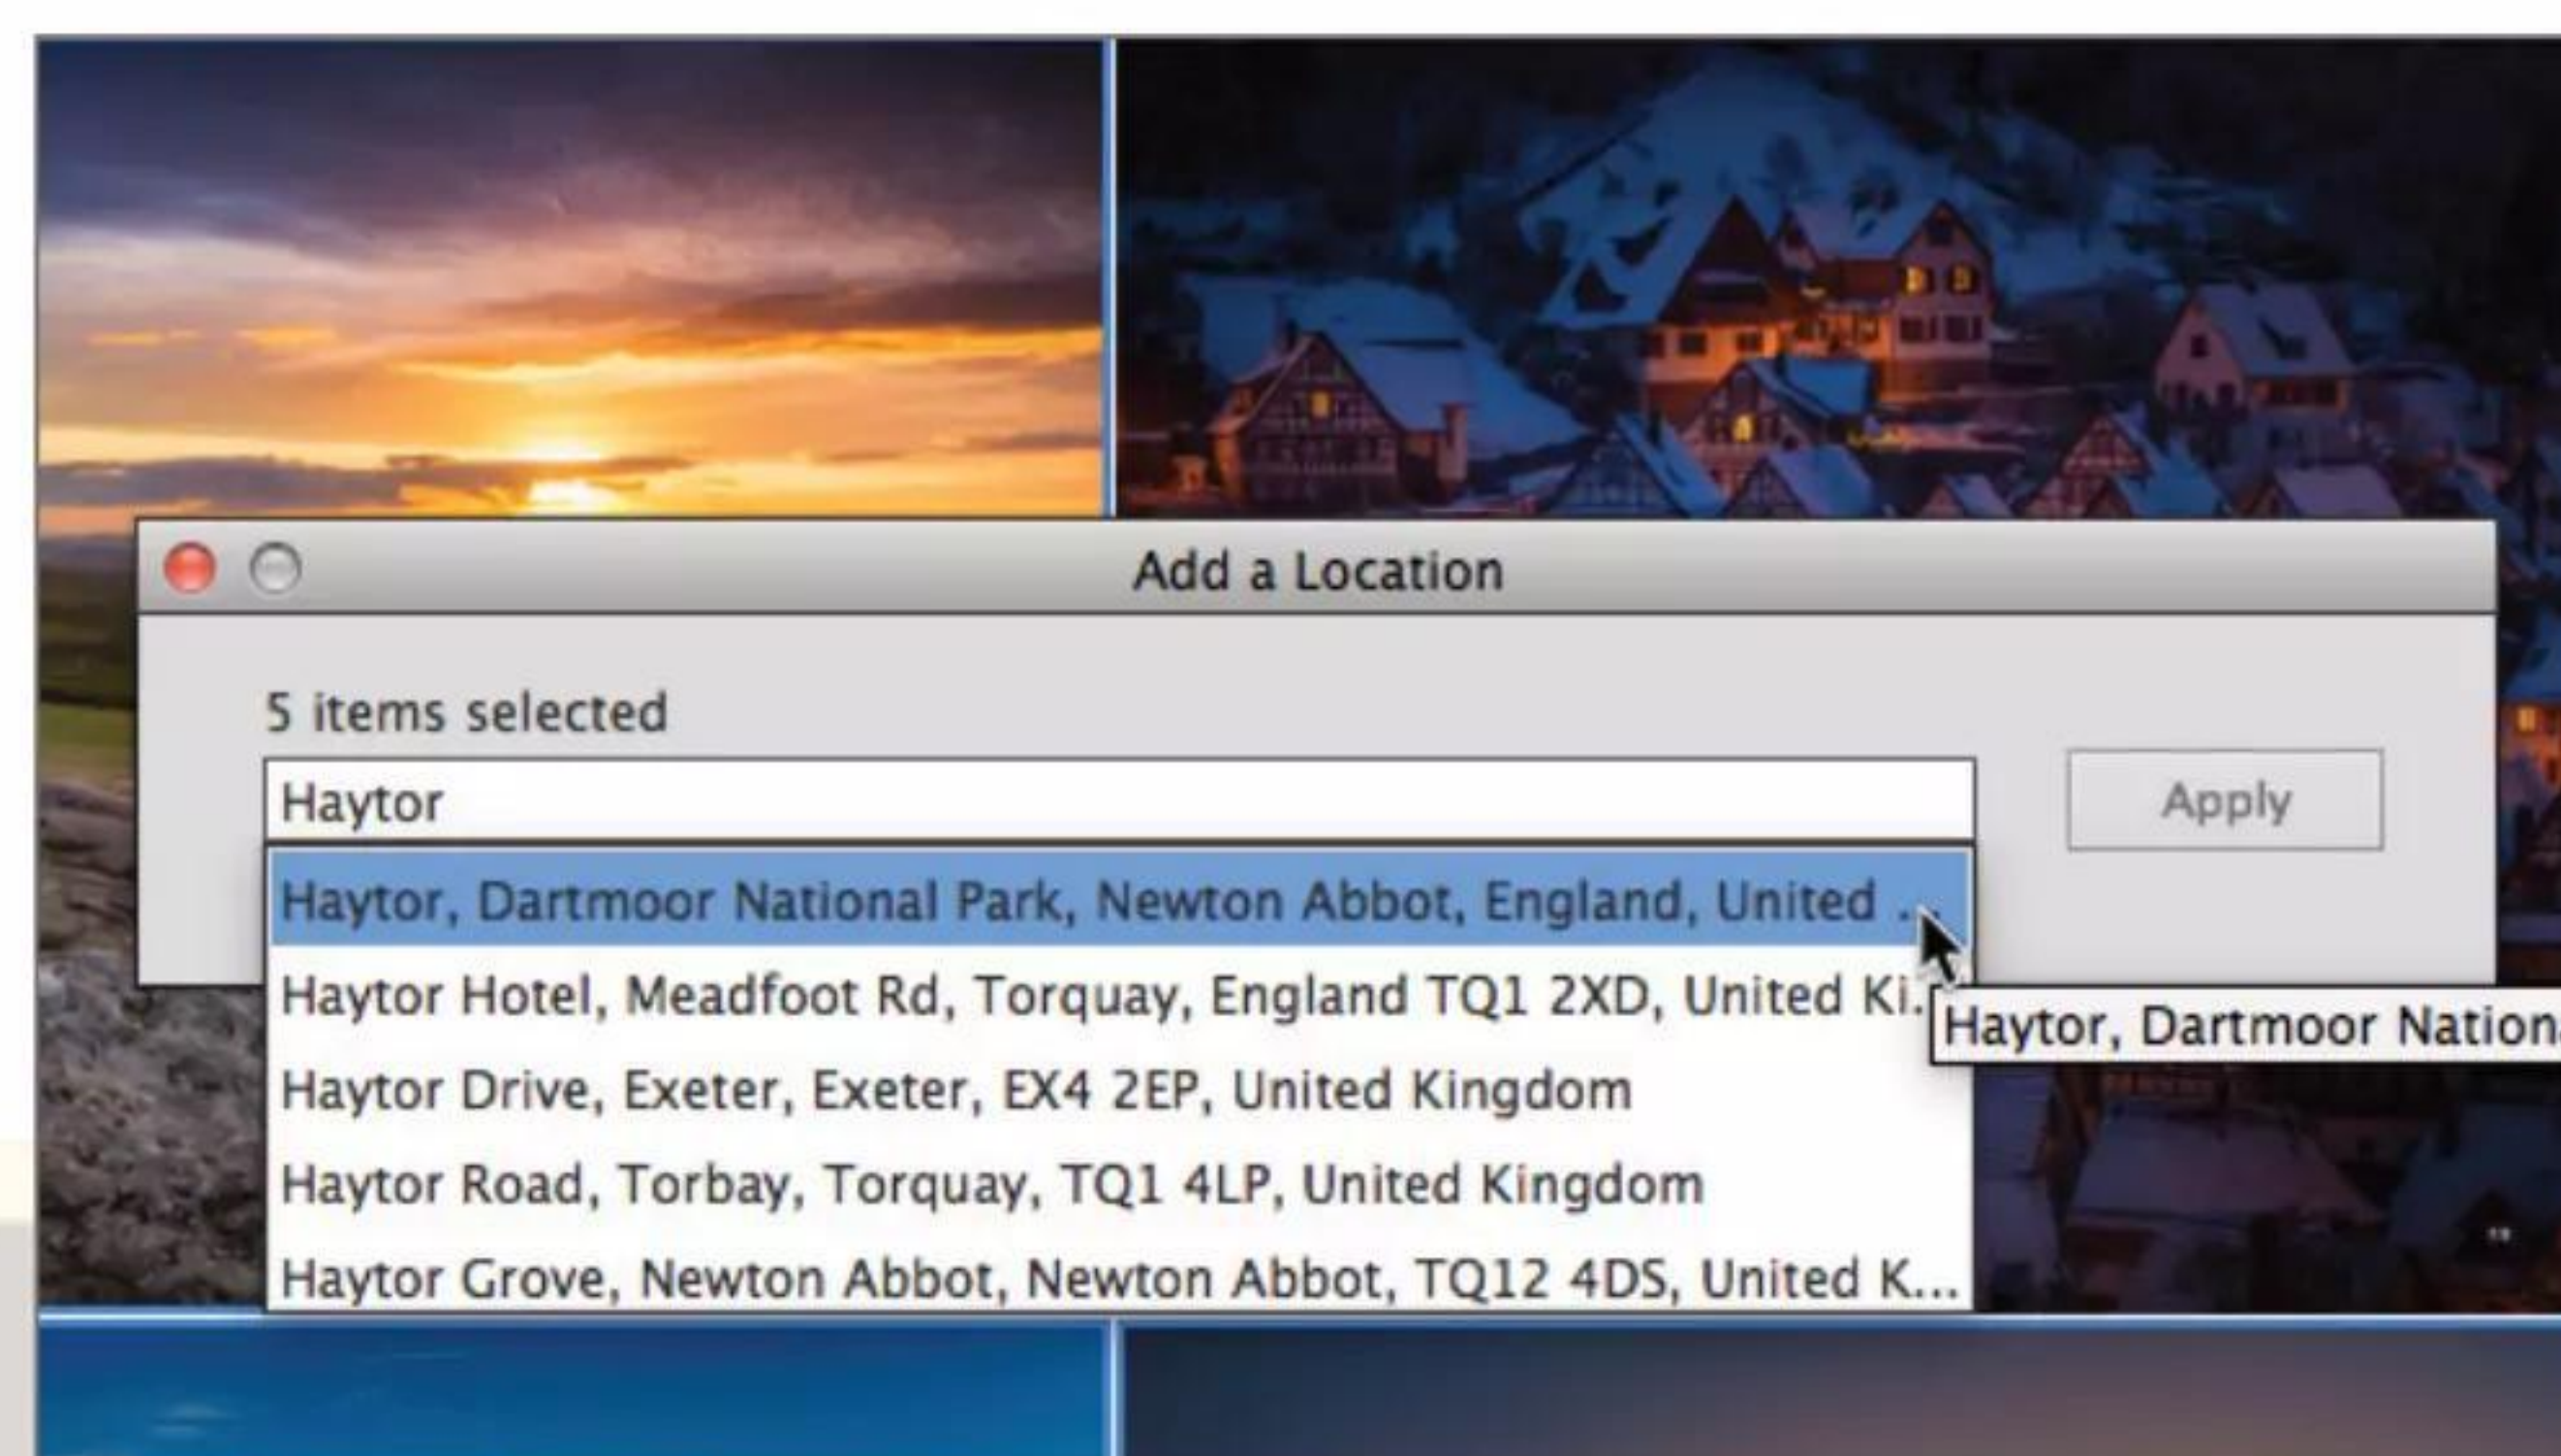 Add a Location
5 items selected
Haytor
Apply
Haytor, Dartmoor National Park, Newton Abbot, England, United ...
Haytor Hotel, Meadfoot Rd, Torquay, England TQ1 2XD, United Ki...
Haytor, Dartmoor Nation
Haytor Drive, Exeter, Exeter, EX4 2EP, United Kingdom
Haytor Road, Torbay, Torquay, TQ1 4LP, United Kingdom
Haytor Grove, Newton Abbot, Newton Abbot, TQ12 4DS, United K...